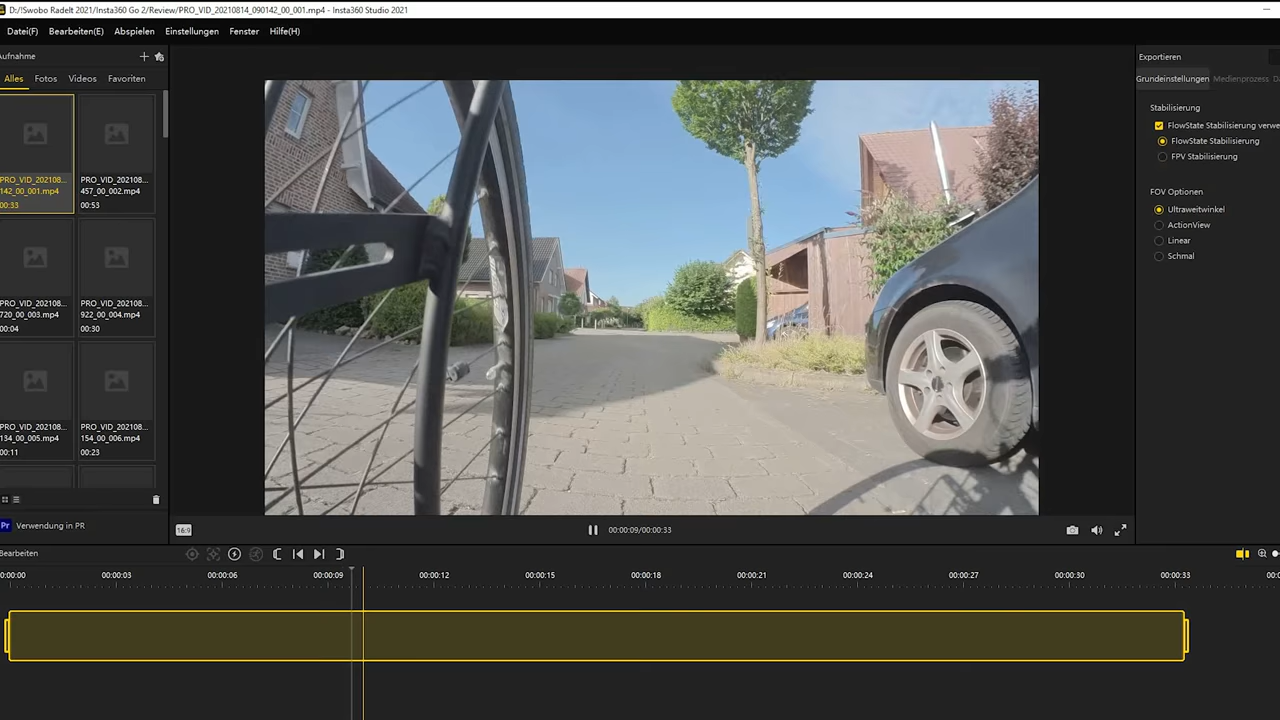 D:/!Swobo Radelt 2021/Insta360 Go 2/Review/PRO_VID_20210814_090142_00_001.mp4 - Insta360 Studio 2021
Datei(F) Bearbeiten(E) Abspielen Einstellungen Fenster Hilfe(H)
Aufnahme
Alles Fotos Videos Favoriten
PRO_VID_202108...
142_00_001.mp4
00:33
PRO_VID_202108...
457_00_002.mp4
00:53
PRO_VID_202108...
720_00_003.mp4
00:04
PRO_VID_202108...
922_00_004.mp4
00:30
PRO_VID_202108...
134_00_005.mp4
00:11
PRO_VID_202108...
154_00_006.mp4
00:23
Pr Verwendung in PR
16:9
00:00:09/00:00:33
Exportieren
Grundeinstellungen Medienprozess
Stabilisierung
FlowState Stabilisierung verwe
FlowState Stabilisierung
FPV Stabilisierung
FOV Optionen
Ultraweitwinkel
ActionView
Linear
Schmal
Bearbeiten
0:00:00 00:00:03 00:00:06 00:00:09 00:00:12 00:00:15 00:00:18 00:00:21 00:00:24 00:00:27 00:00:30 00:00:33 00:0